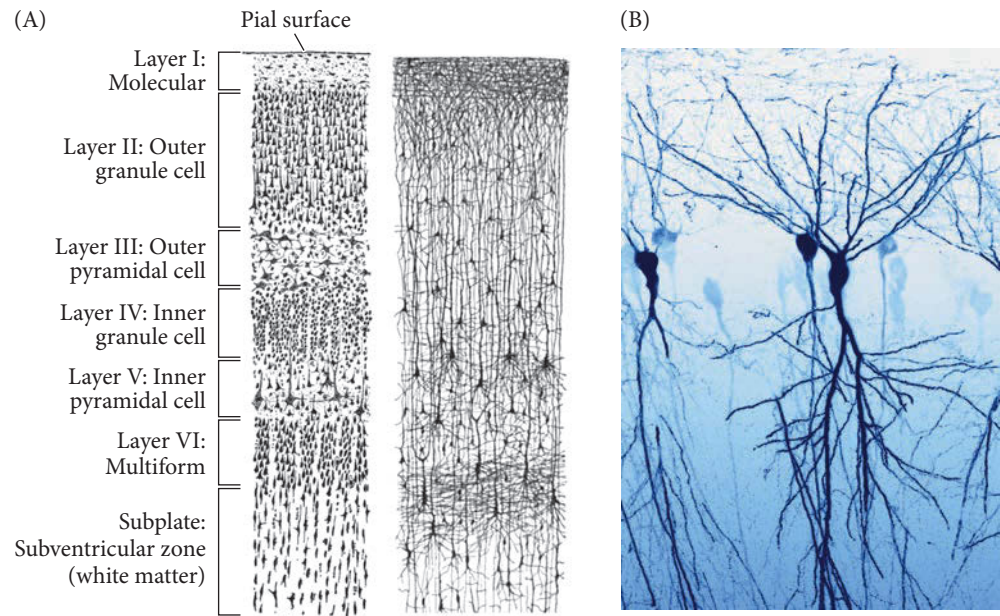 (A)
Pial surface
Layer I:
Molecular
Layer II: Outer
granule cell
Layer III: Outer
pyramidal cell
Layer IV: Inner
granule cell
Layer V: Inner
pyramidal cell
Layer VI:
Multiform
Subplate:
Subventricular zone
(white matter)
(B)